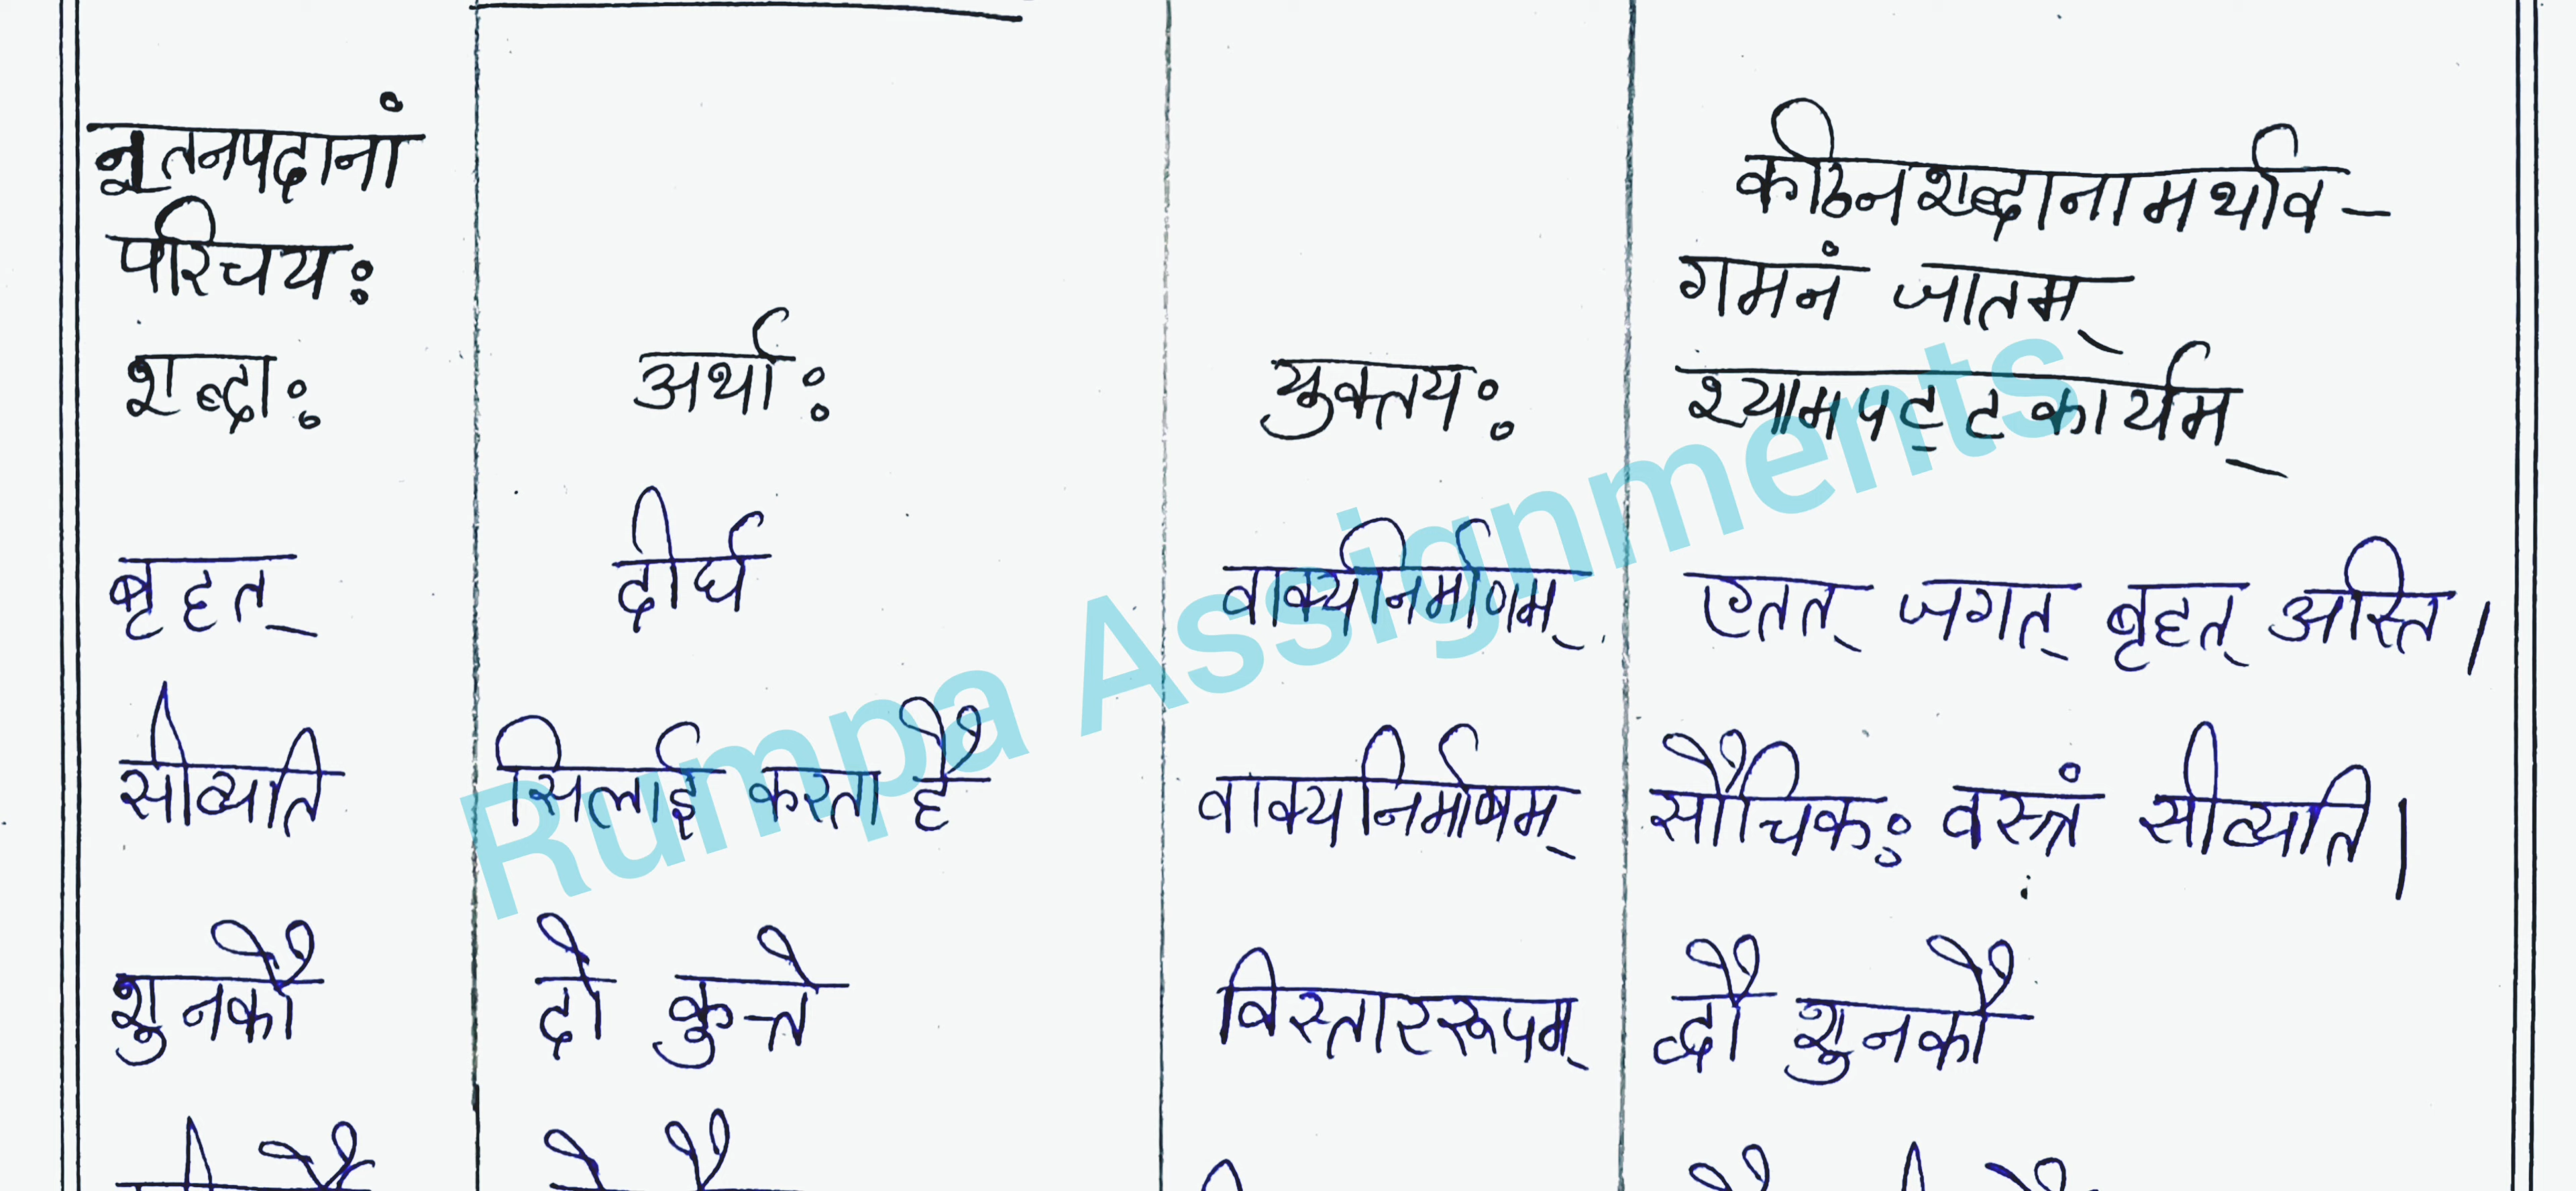 नूतनपदानां
परिचयः
कठिनशब्दानामर्थाव-
गमनं जातम्
शब्दाः अर्थाः युक्तयः श्यामपट्टकार्यम्
बृहत् दीर्घ वाक्यनिर्माणम् एतत् जगत् बृहत् अस्ति।
सीव्यति सिलाई करता है वाक्यनिर्माणम् सौचिकः वस्त्रं सीव्यति।
शुनकौ दो कुत्ते विस्ताररूपम् द्वौ शुनकौ
Rumpa Assignments